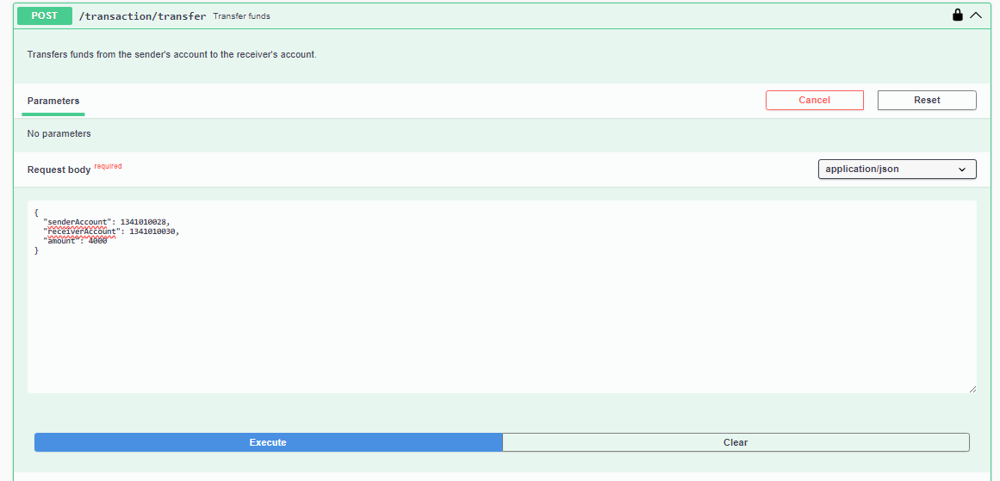 POST /transaction/transfer Transfer funds
Transfers funds from the sender's account to the receiver's account.
Parameters Cancel Reset
No parameters
Request body required application/json
{
"senderAccount": 1341010028,
"receiverAccount": 1341010030,
"amount": 4000
}
Execute Clear